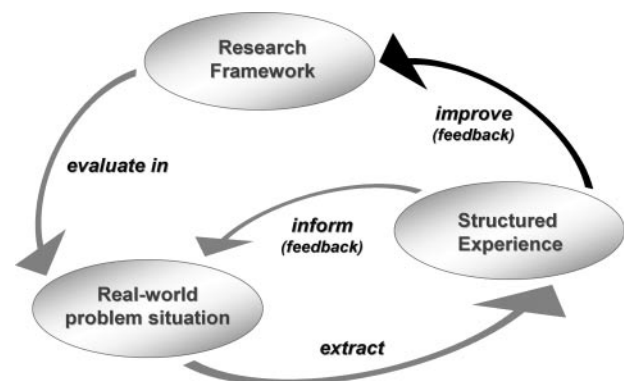 Research
Framework
improve
(feedback)
evaluate in
inform
(feedback)
Structured
Experience
Real-world
problem situation
extract